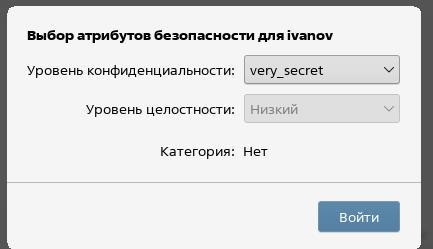 Выбор атрибутов безопасности для ivanov
Уровень конфиденциальности: very_secret
Уровень целостности: Низкий
Категория: Нет
Войти